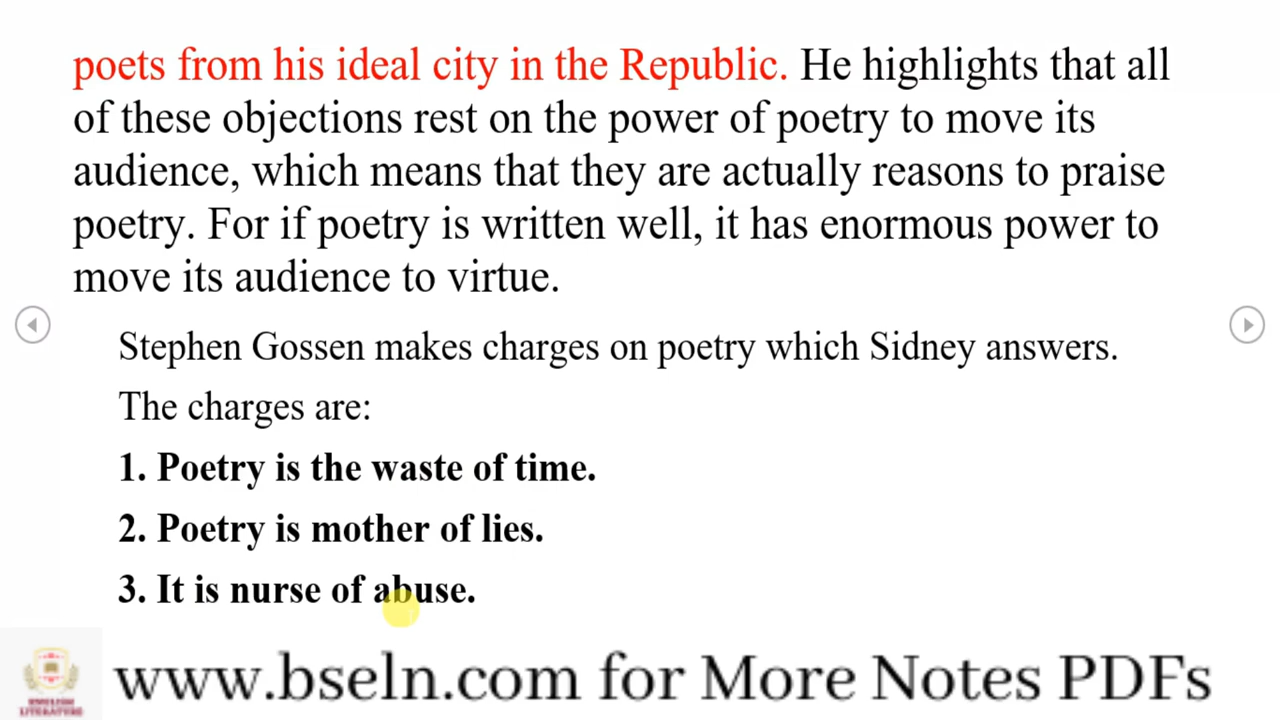 poets from his ideal city in the Republic. He highlights that all
of these objections rest on the power of poetry to move its
audience, which means that they are actually reasons to praise
poetry. For if poetry is written well, it has enormous power to
move its audience to virtue.
Stephen Gossen makes charges on poetry which Sidney answers.
The charges are:
1. Poetry is the waste of time.
2. Poetry is mother of lies.
3. It is nurse of abuse.
www.bseln.com for More Notes PDFs
ENGLISH
LITERATURE